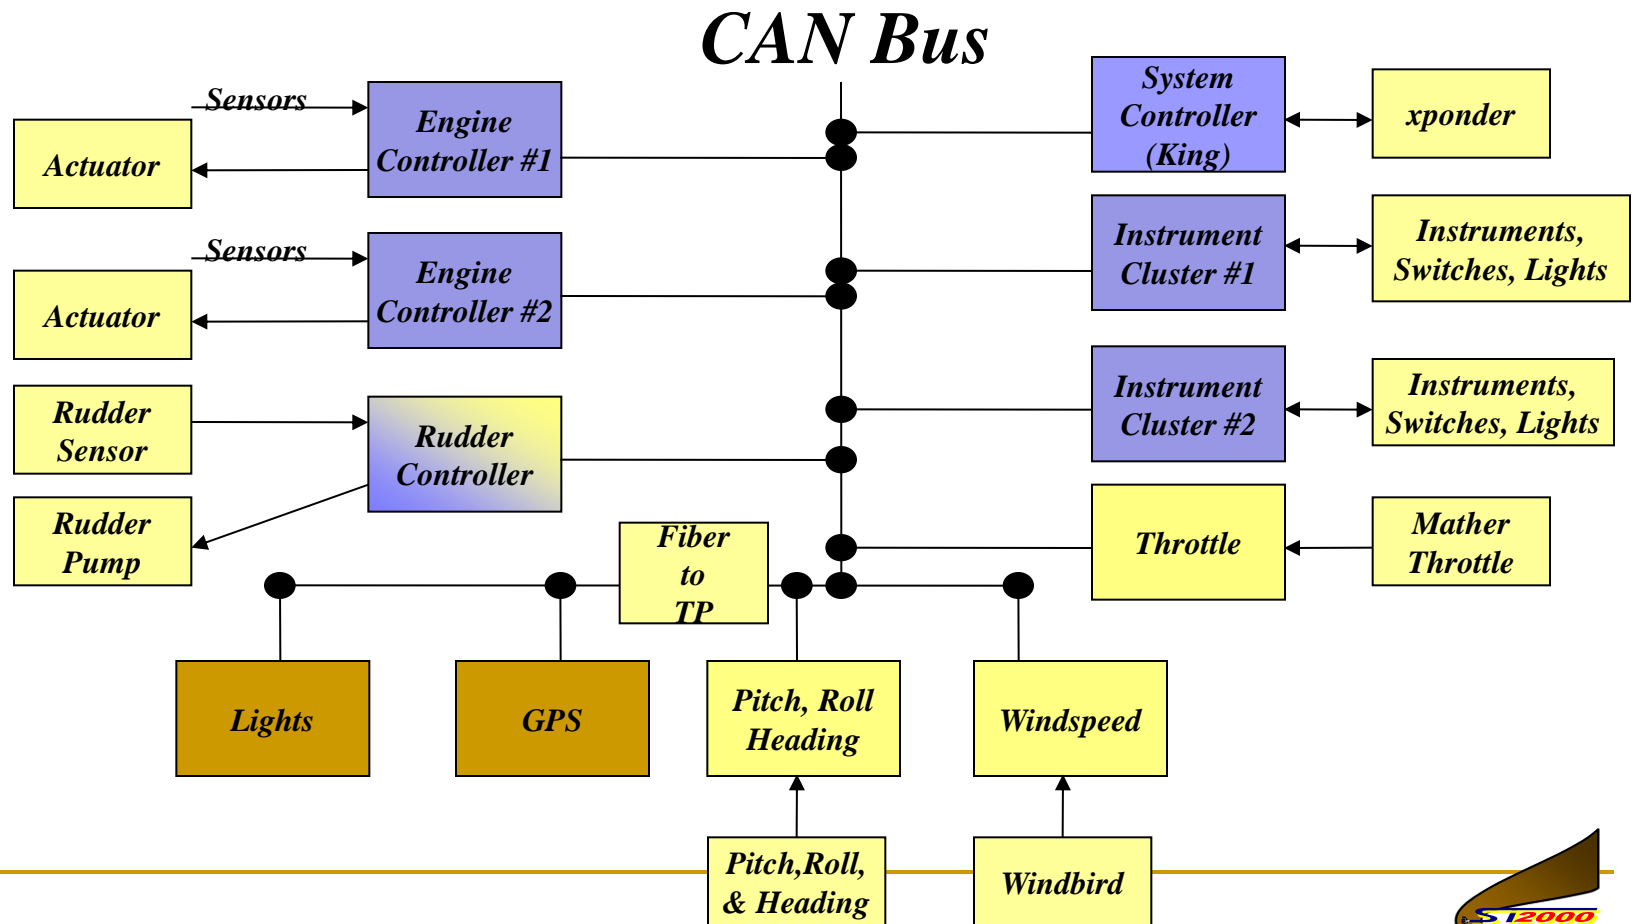 CAN Bus
Sensors
Engine
Controller #1
Actuator
Sensors
Engine
Controller #2
Actuator
Rudder
Sensor
Rudder
Controller
Rudder
Pump
System
Controller
(King)
xponder
Instrument
Cluster #1
Instruments,
Switches, Lights
Instrument
Cluster #2
Instruments,
Switches, Lights
Throttle
Mather
Throttle
Fiber
to
TP
Lights
GPS
Pitch, Roll
Heading
Windspeed
Pitch,Roll,
& Heading
Windbird